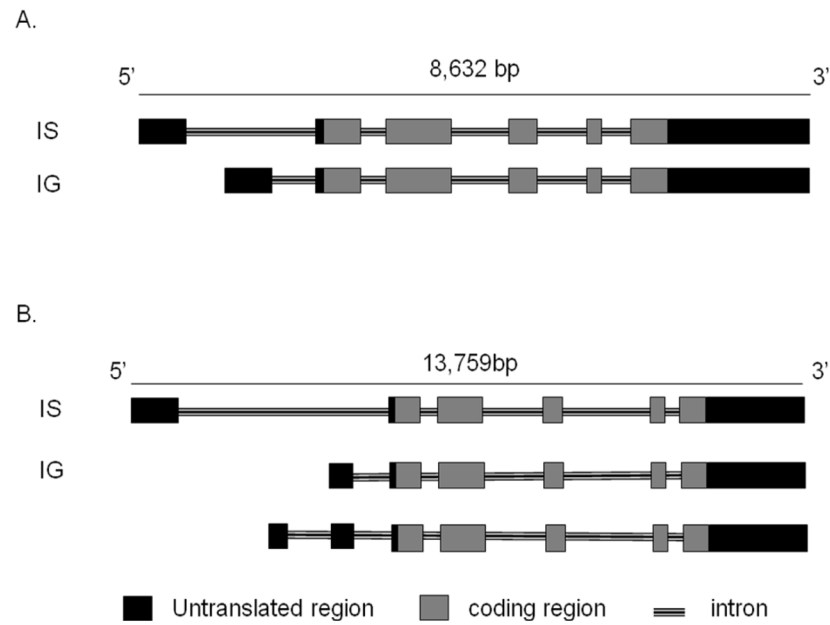 A.
5’ 8,632 bp 3’
IS
IG
B.
5’ 13,759bp 3’
IS
IG
Untranslated region coding region intron